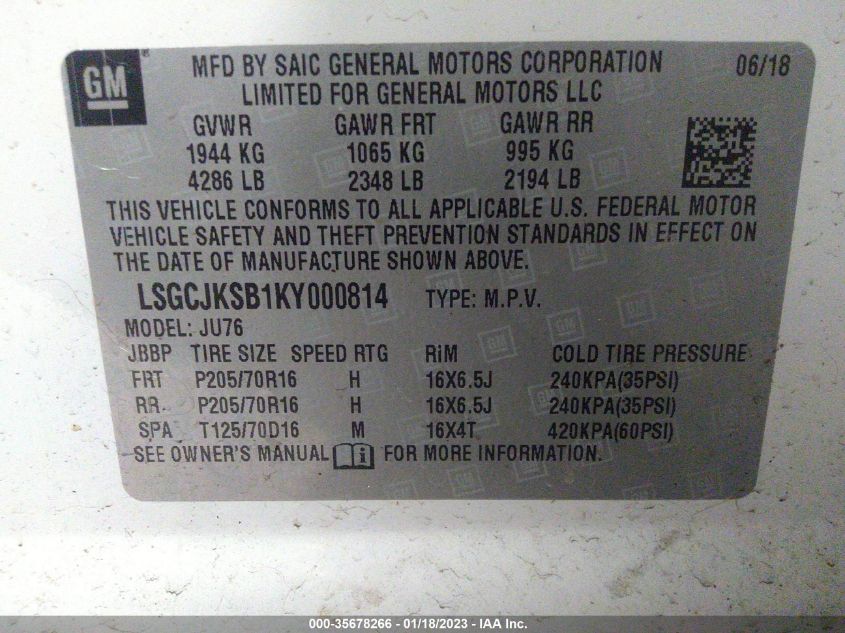 GM
MFD BY SAIC GENERAL MOTORS CORPORATION 06/18
LIMITED FOR GENERAL MOTORS LLC
GVWR GAWR FRT GAWR RR
1944 KG 1065 KG 995 KG
4286 LB 2348 LB 2194 LB
THIS VEHICLE CONFORMS TO ALL APPLICABLE U.S. FEDERAL MOTOR
VEHICLE SAFETY AND THEFT PREVENTION STANDARDS IN EFFECT ON
THE DATE OF MANUFACTURE SHOWN ABOVE.
LSGCJKSB1KY000814 TYPE: M.P.V.
MODEL: JU76
JBBP TIRE SIZE SPEED RTG RiM COLD TIRE PRESSURE
FRT P205/70R16 H 16X6.5J 240KPA(35PSI)
RR P205/70R16 H 16X6.5J 240KPA(35PSI)
SPA T125/70D16 M 16X4T 420KPA(60PSI)
SEE OWNER'S MANUAL FOR MORE INFORMATION.
000-35678266 - 01/18/2023 - IAA Inc.